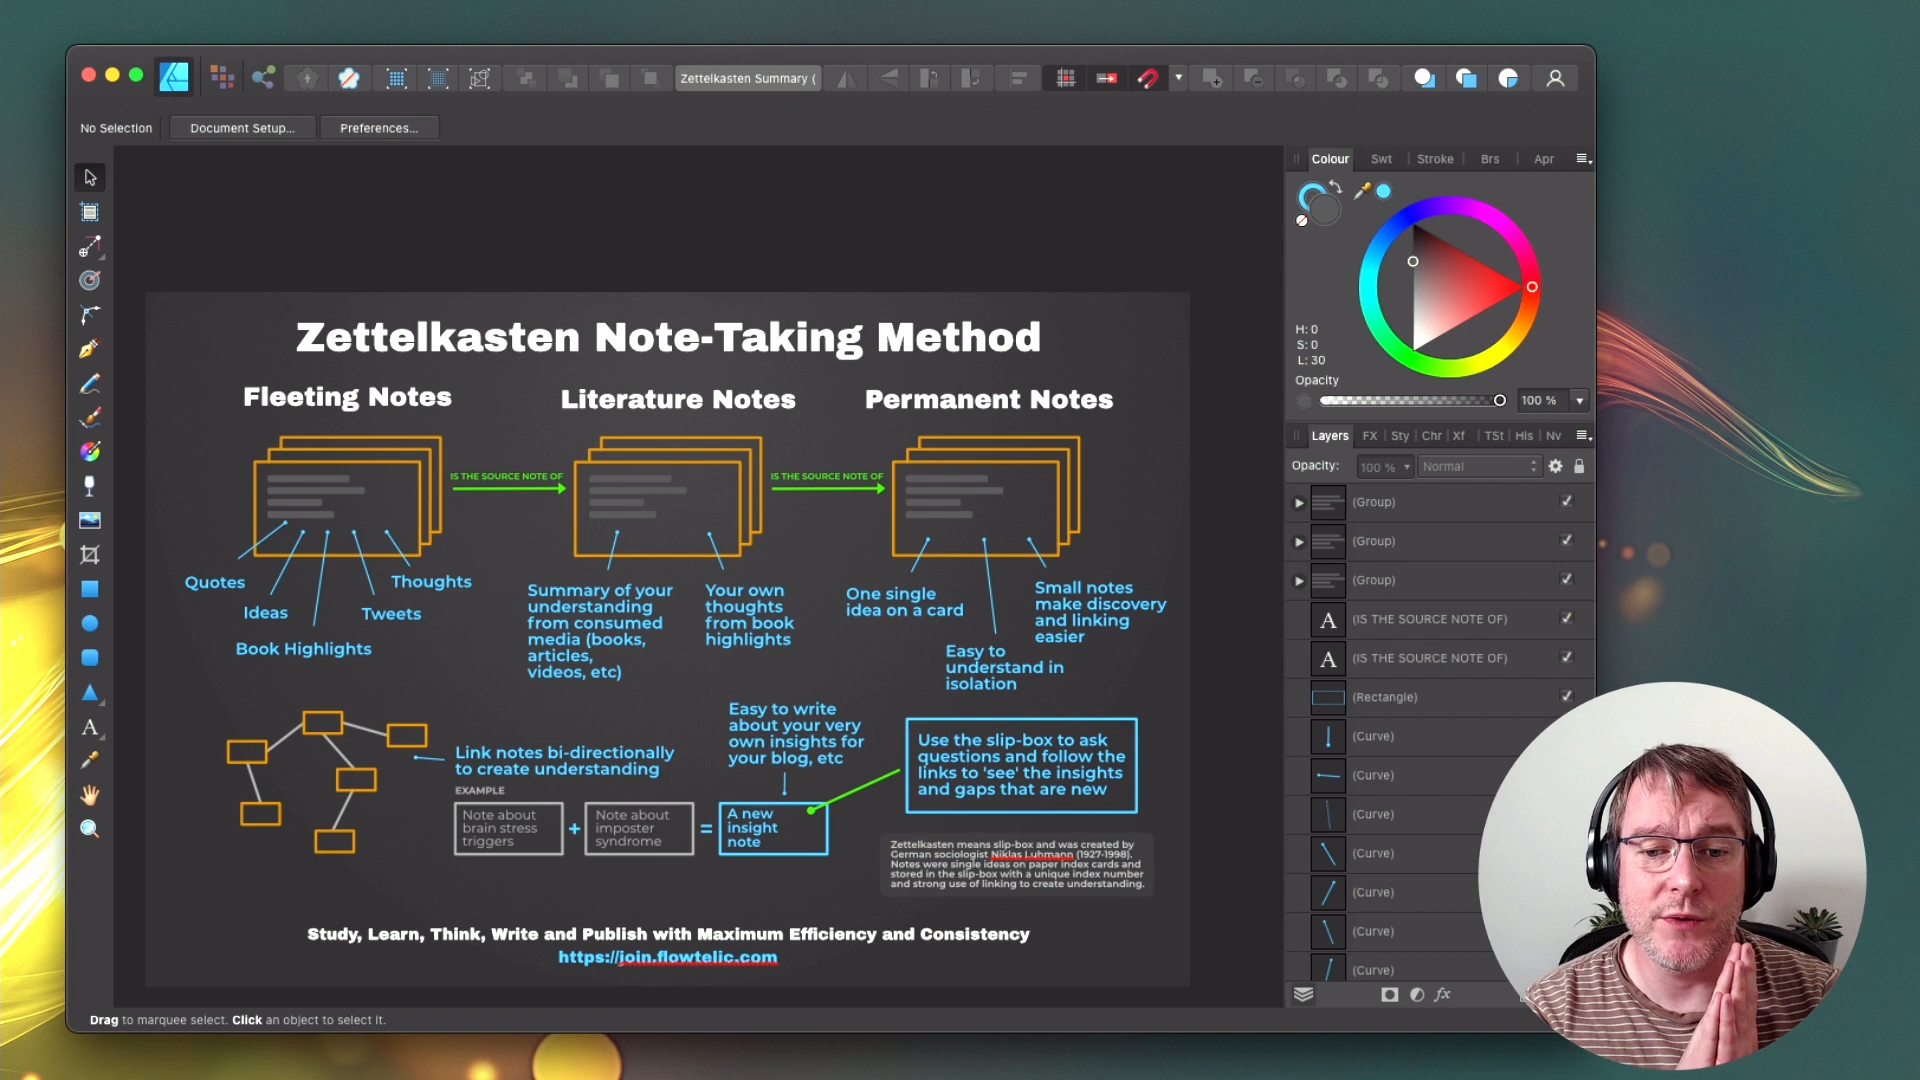 Zettelkasten Summary (
No Selection
Document Setup...
Preferences...
Colour
Swt
Stroke
Brs
Apr
H: 0
S: 0
L: 30
Opacity
100 %
Layers
FX
Sty
Chr
Xf
TSt
HIs
Nv
Opacity:
100 %
Normal
(Group)
(Group)
(Group)
A
(IS THE SOURCE NOTE OF)
A
(IS THE SOURCE NOTE OF)
(Rectangle)
(Curve)
(Curve)
(Curve)
(Curve)
(Curve)
(Curve)
(Curve)
fx
A
Zettelkasten Note-Taking Method
Fleeting Notes
Literature Notes
Permanent Notes
IS THE SOURCE NOTE OF
IS THE SOURCE NOTE OF
Quotes
Ideas
Book Highlights
Tweets
Thoughts
Summary of your
understanding
from consumed
media (books,
articles,
videos, etc)
Your own
thoughts
from book
highlights
One single
idea on a card
Easy to
understand in
isolation
Small notes
make discovery
and linking
easier
Link notes bi-directionally
to create understanding
EXAMPLE
Note about
brain stress
triggers
+
Note about
imposter
syndrome
=
A new
insight
note
Easy to write
about your very
own insights for
your blog, etc
Use the slip-box to ask
questions and follow the
links to 'see' the insights
and gaps that are new
Zettelkasten means slip-box and was created by
German sociologist Niklas Luhmann (1927-1998).
Notes were single ideas on paper index cards and
stored in the slip-box with a unique index number
and strong use of linking to create understanding.
Study, Learn, Think, Write and Publish with Maximum Efficiency and Consistency
https://join.flowtelic.com
Drag to marquee select. Click an object to select it.